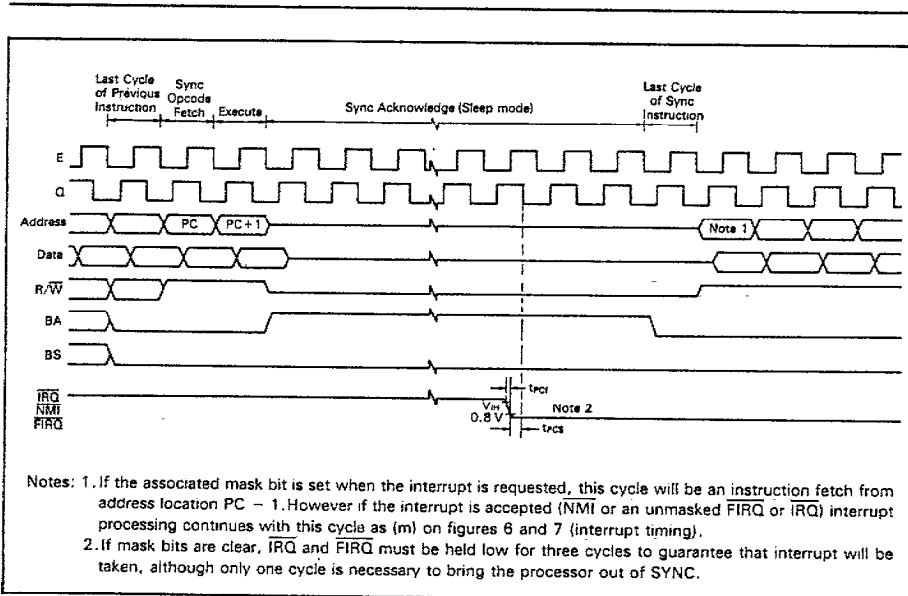 Last Cycle
of Previous
Instruction
Sync
Opcode
Fetch
Execute
Sync Acknowledge (Sleep mode)
Last Cycle
of Sync
Instruction
E
Q
Address
PC
PC+1
Note 1
Data
R/W̅
BA
BS
IRQ
NMI
FIRQ
VIH
0.8 V
tPCf
Note 2
tPCS
Notes: 1. If the associated mask bit is set when the interrupt is requested, this cycle will be an instruction fetch from
address location PC − 1. However if the interrupt is accepted (NMI or an unmasked FIRQ or IRQ) interrupt
processing continues with this cycle as (m) on figures 6 and 7 (interrupt timing).
2. If mask bits are clear, IRQ and FIRQ must be held low for three cycles to guarantee that interrupt will be
taken, although only one cycle is necessary to bring the processor out of SYNC.